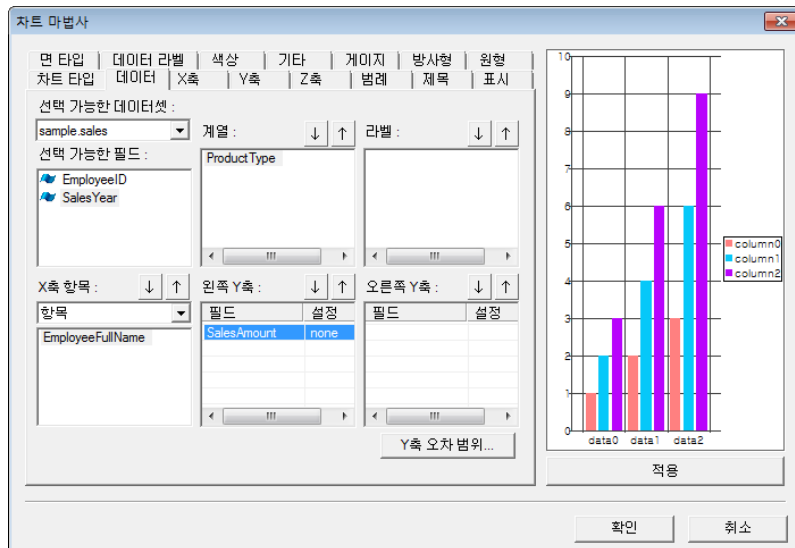 차트 마법사
면 타입 데이터 라벨 색상 기타 게이지 방사형 원형
차트 타입 데이터 X축 Y축 Z축 범례 제목 표시
선택 가능한 데이터셋 :
sample.sales
계열 : ↓ ↑ 라벨 : ↓ ↑
선택 가능한 필드 :
ProductType
EmployeeID
SalesYear
X축 항목 : ↓ ↑ 왼쪽 Y축 : ↓ ↑ 오른쪽 Y축 : ↓ ↑
항목
필드 설정 필드 설정
EmployeeFullName
SalesAmount none
Y축 오차 범위...
10
9
8
7
6
5
4
3
2
1
0
data0 data1 data2
column0
column1
column2
적용
확인 취소